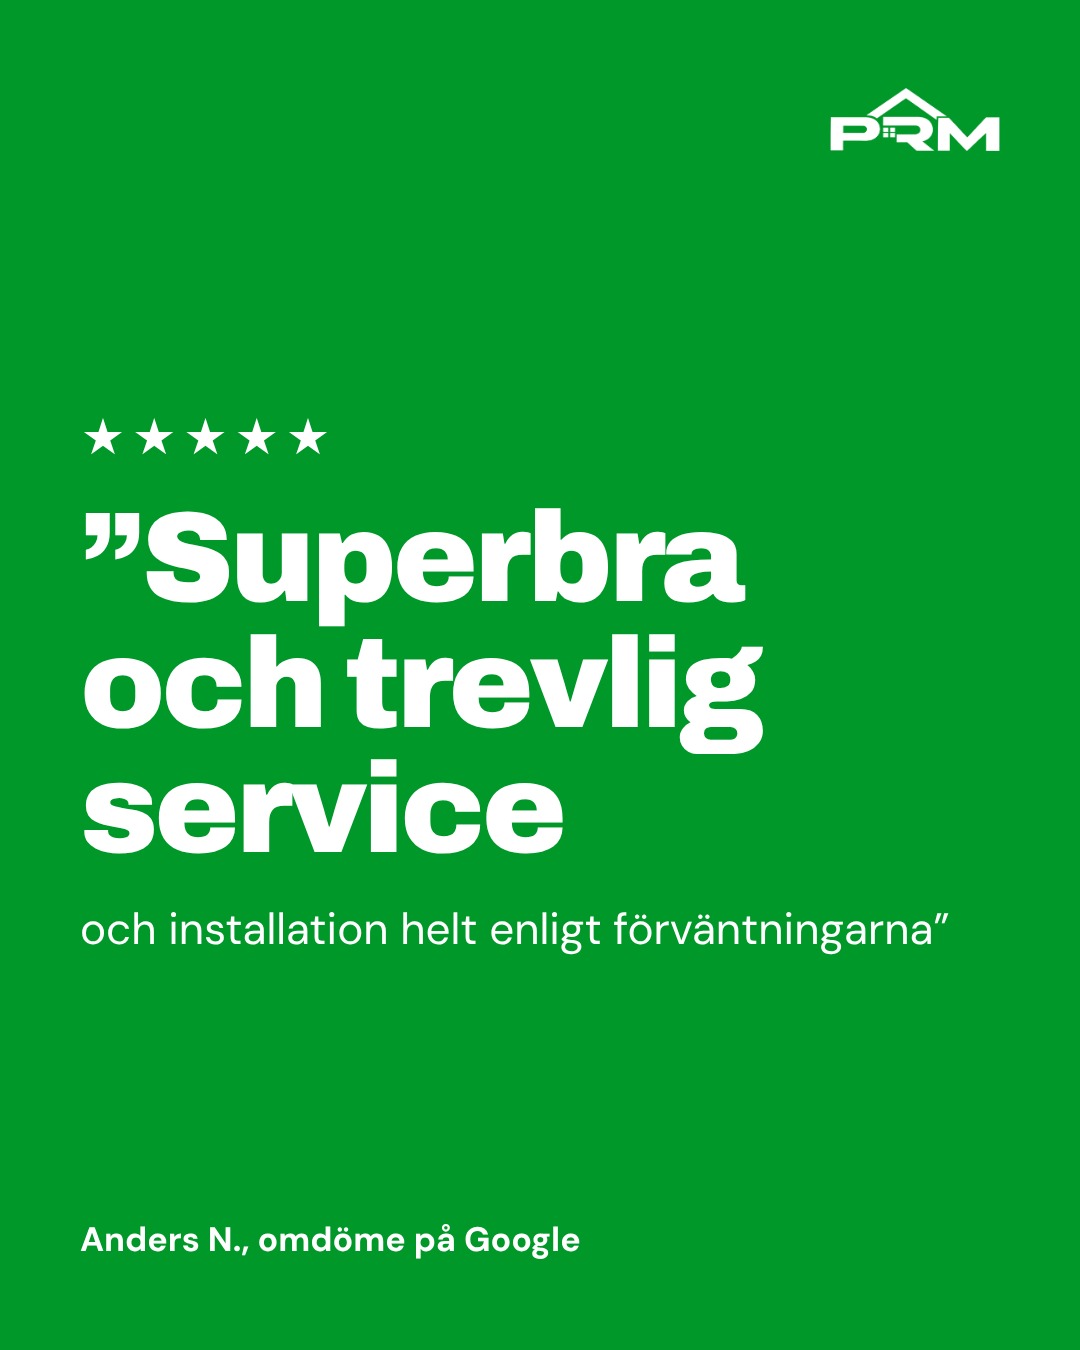 PRM
★★★★★
”Superbra
och trevlig
service
och installation helt enligt förväntningarna”
Anders N., omdöme på Google